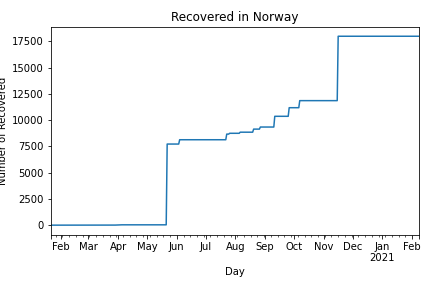 Recovered in Norway
Number of Recovered
17500
15000
12500
10000
7500
5000
2500
0
Feb Mar Apr May Jun Jul Aug Sep Oct Nov Dec Jan Feb
2021
Day